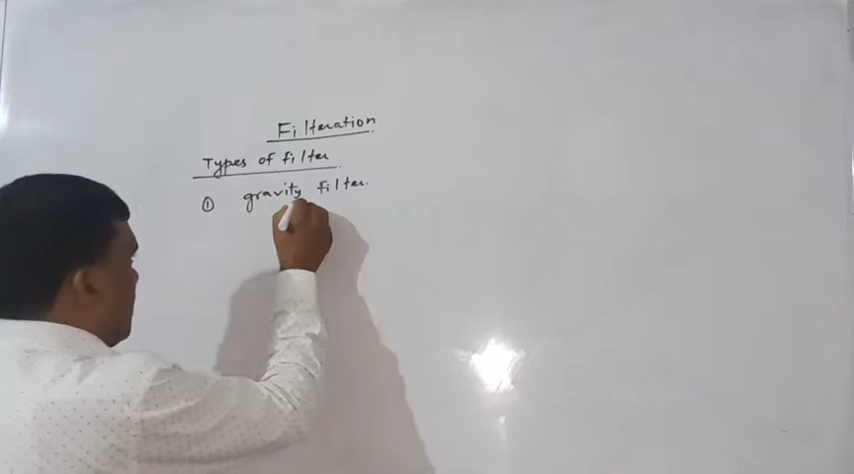 Filteration
Types of filter
① gravity filter.